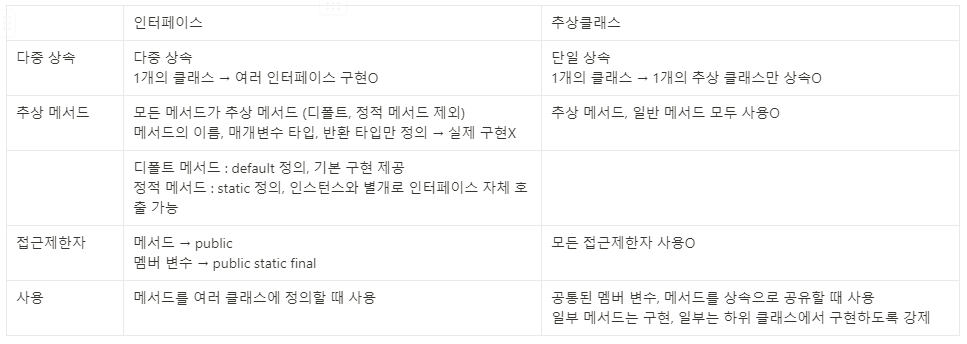 인터페이스
추상클래스
다중 상속
다중 상속
1개의 클래스 → 여러 인터페이스 구현O
단일 상속
1개의 클래스 → 1개의 추상 클래스만 상속O
추상 메서드
모든 메서드가 추상 메서드 (디폴트, 정적 메서드 제외)
메서드의 이름, 매개변수 타입, 반환 타입만 정의 → 실제 구현X
추상 메서드, 일반 메서드 모두 사용O
디폴트 메서드 : default 정의, 기본 구현 제공
정적 메서드 : static 정의, 인스턴스와 별개로 인터페이스 자체 호
출 가능
접근제한자
메서드 → public
멤버 변수 → public static final
모든 접근제한자 사용O
사용
메서드를 여러 클래스에 정의할 때 사용
공통된 멤버 변수, 메서드를 상속으로 공유할 때 사용
일부 메서드는 구현, 일부는 하위 클래스에서 구현하도록 강제